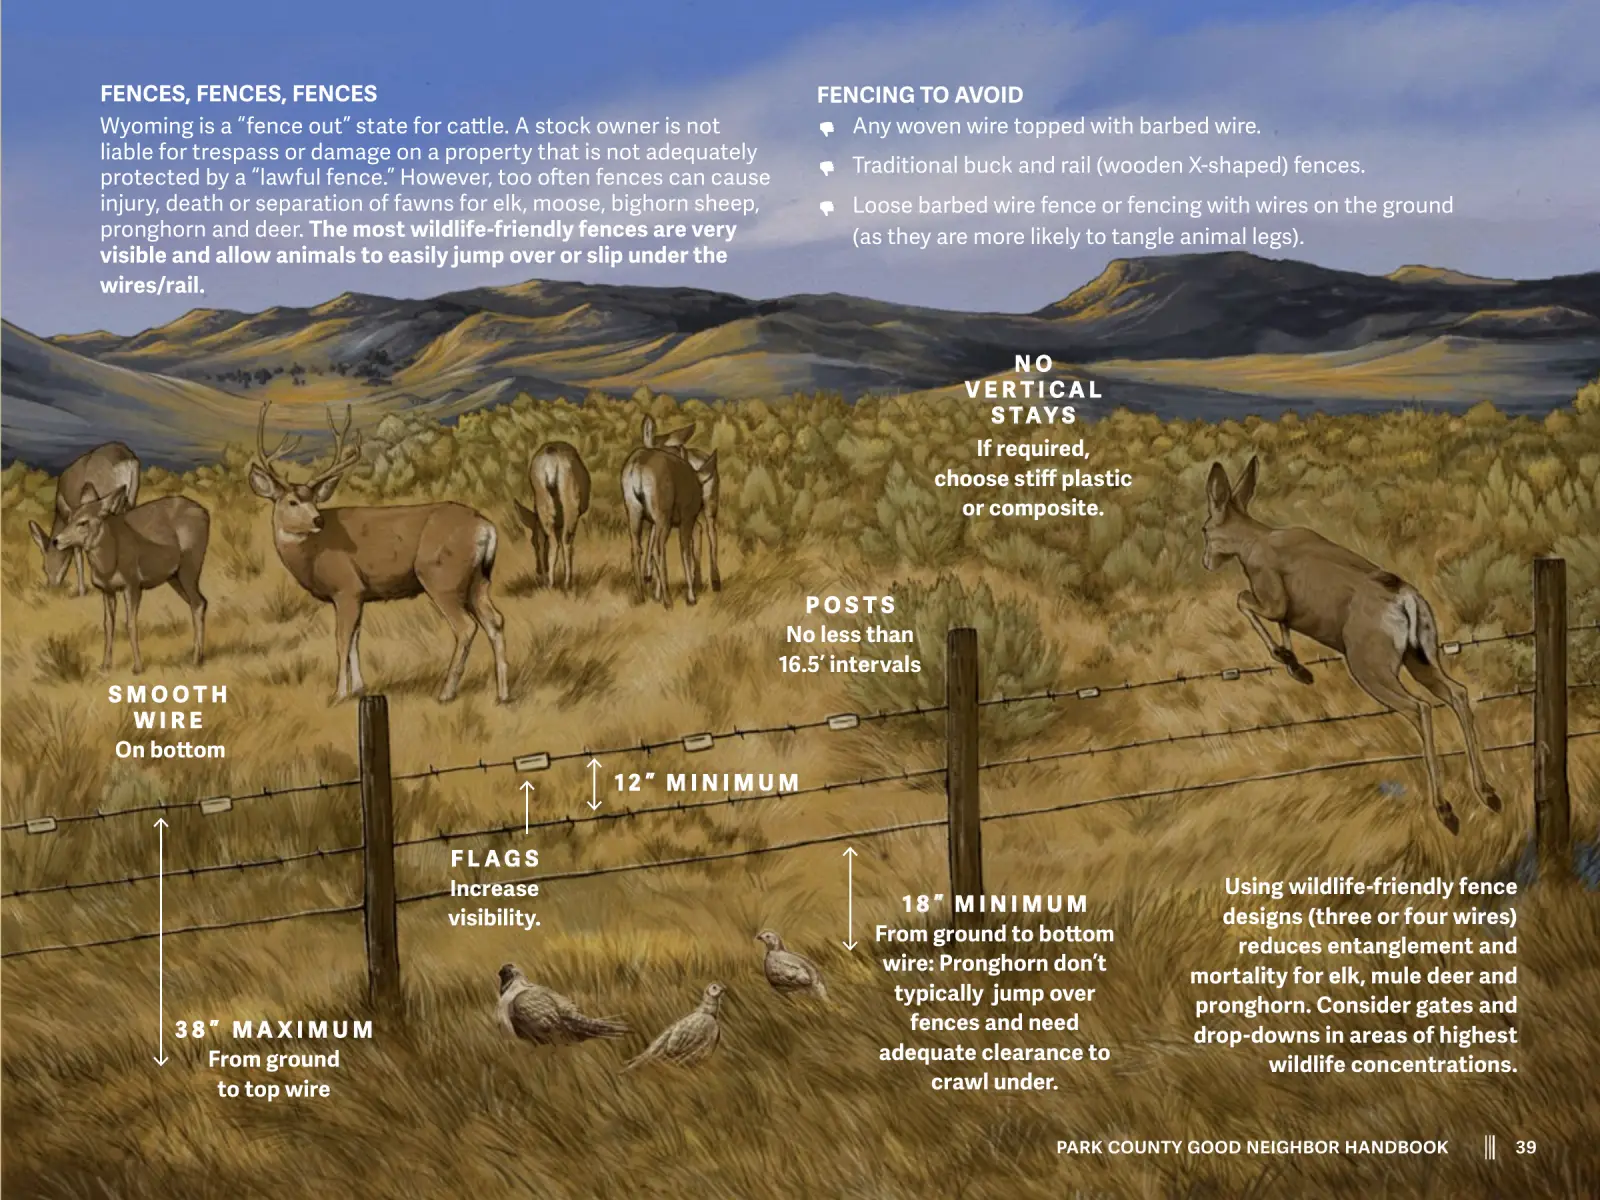 FENCES, FENCES, FENCES
Wyoming is a “fence out” state for cattle. A stock owner is not
liable for trespass or damage on a property that is not adequately
protected by a “lawful fence.” However, too often fences can cause
injury, death or separation of fawns for elk, moose, bighorn sheep,
pronghorn and deer. The most wildlife-friendly fences are very
visible and allow animals to easily jump over or slip under the
wires/rail.
FENCING TO AVOID
Any woven wire topped with barbed wire.
Traditional buck and rail (wooden X-shaped) fences.
Loose barbed wire fence or fencing with wires on the ground
(as they are more likely to tangle animal legs).
NO
VERTICAL
STAYS
If required,
choose stiff plastic
or composite.
POSTS
No less than
16.5’ intervals
SMOOTH
WIRE
On bottom
12” MINIMUM
FLAGS
Increase
visibility.
18” MINIMUM
From ground to bottom
wire: Pronghorn don’t
typically jump over
fences and need
adequate clearance to
crawl under.
Using wildlife-friendly fence
designs (three or four wires)
reduces entanglement and
mortality for elk, mule deer and
pronghorn. Consider gates and
drop-downs in areas of highest
wildlife concentrations.
38” MAXIMUM
From ground
to top wire
PARK COUNTY GOOD NEIGHBOR HANDBOOK 39